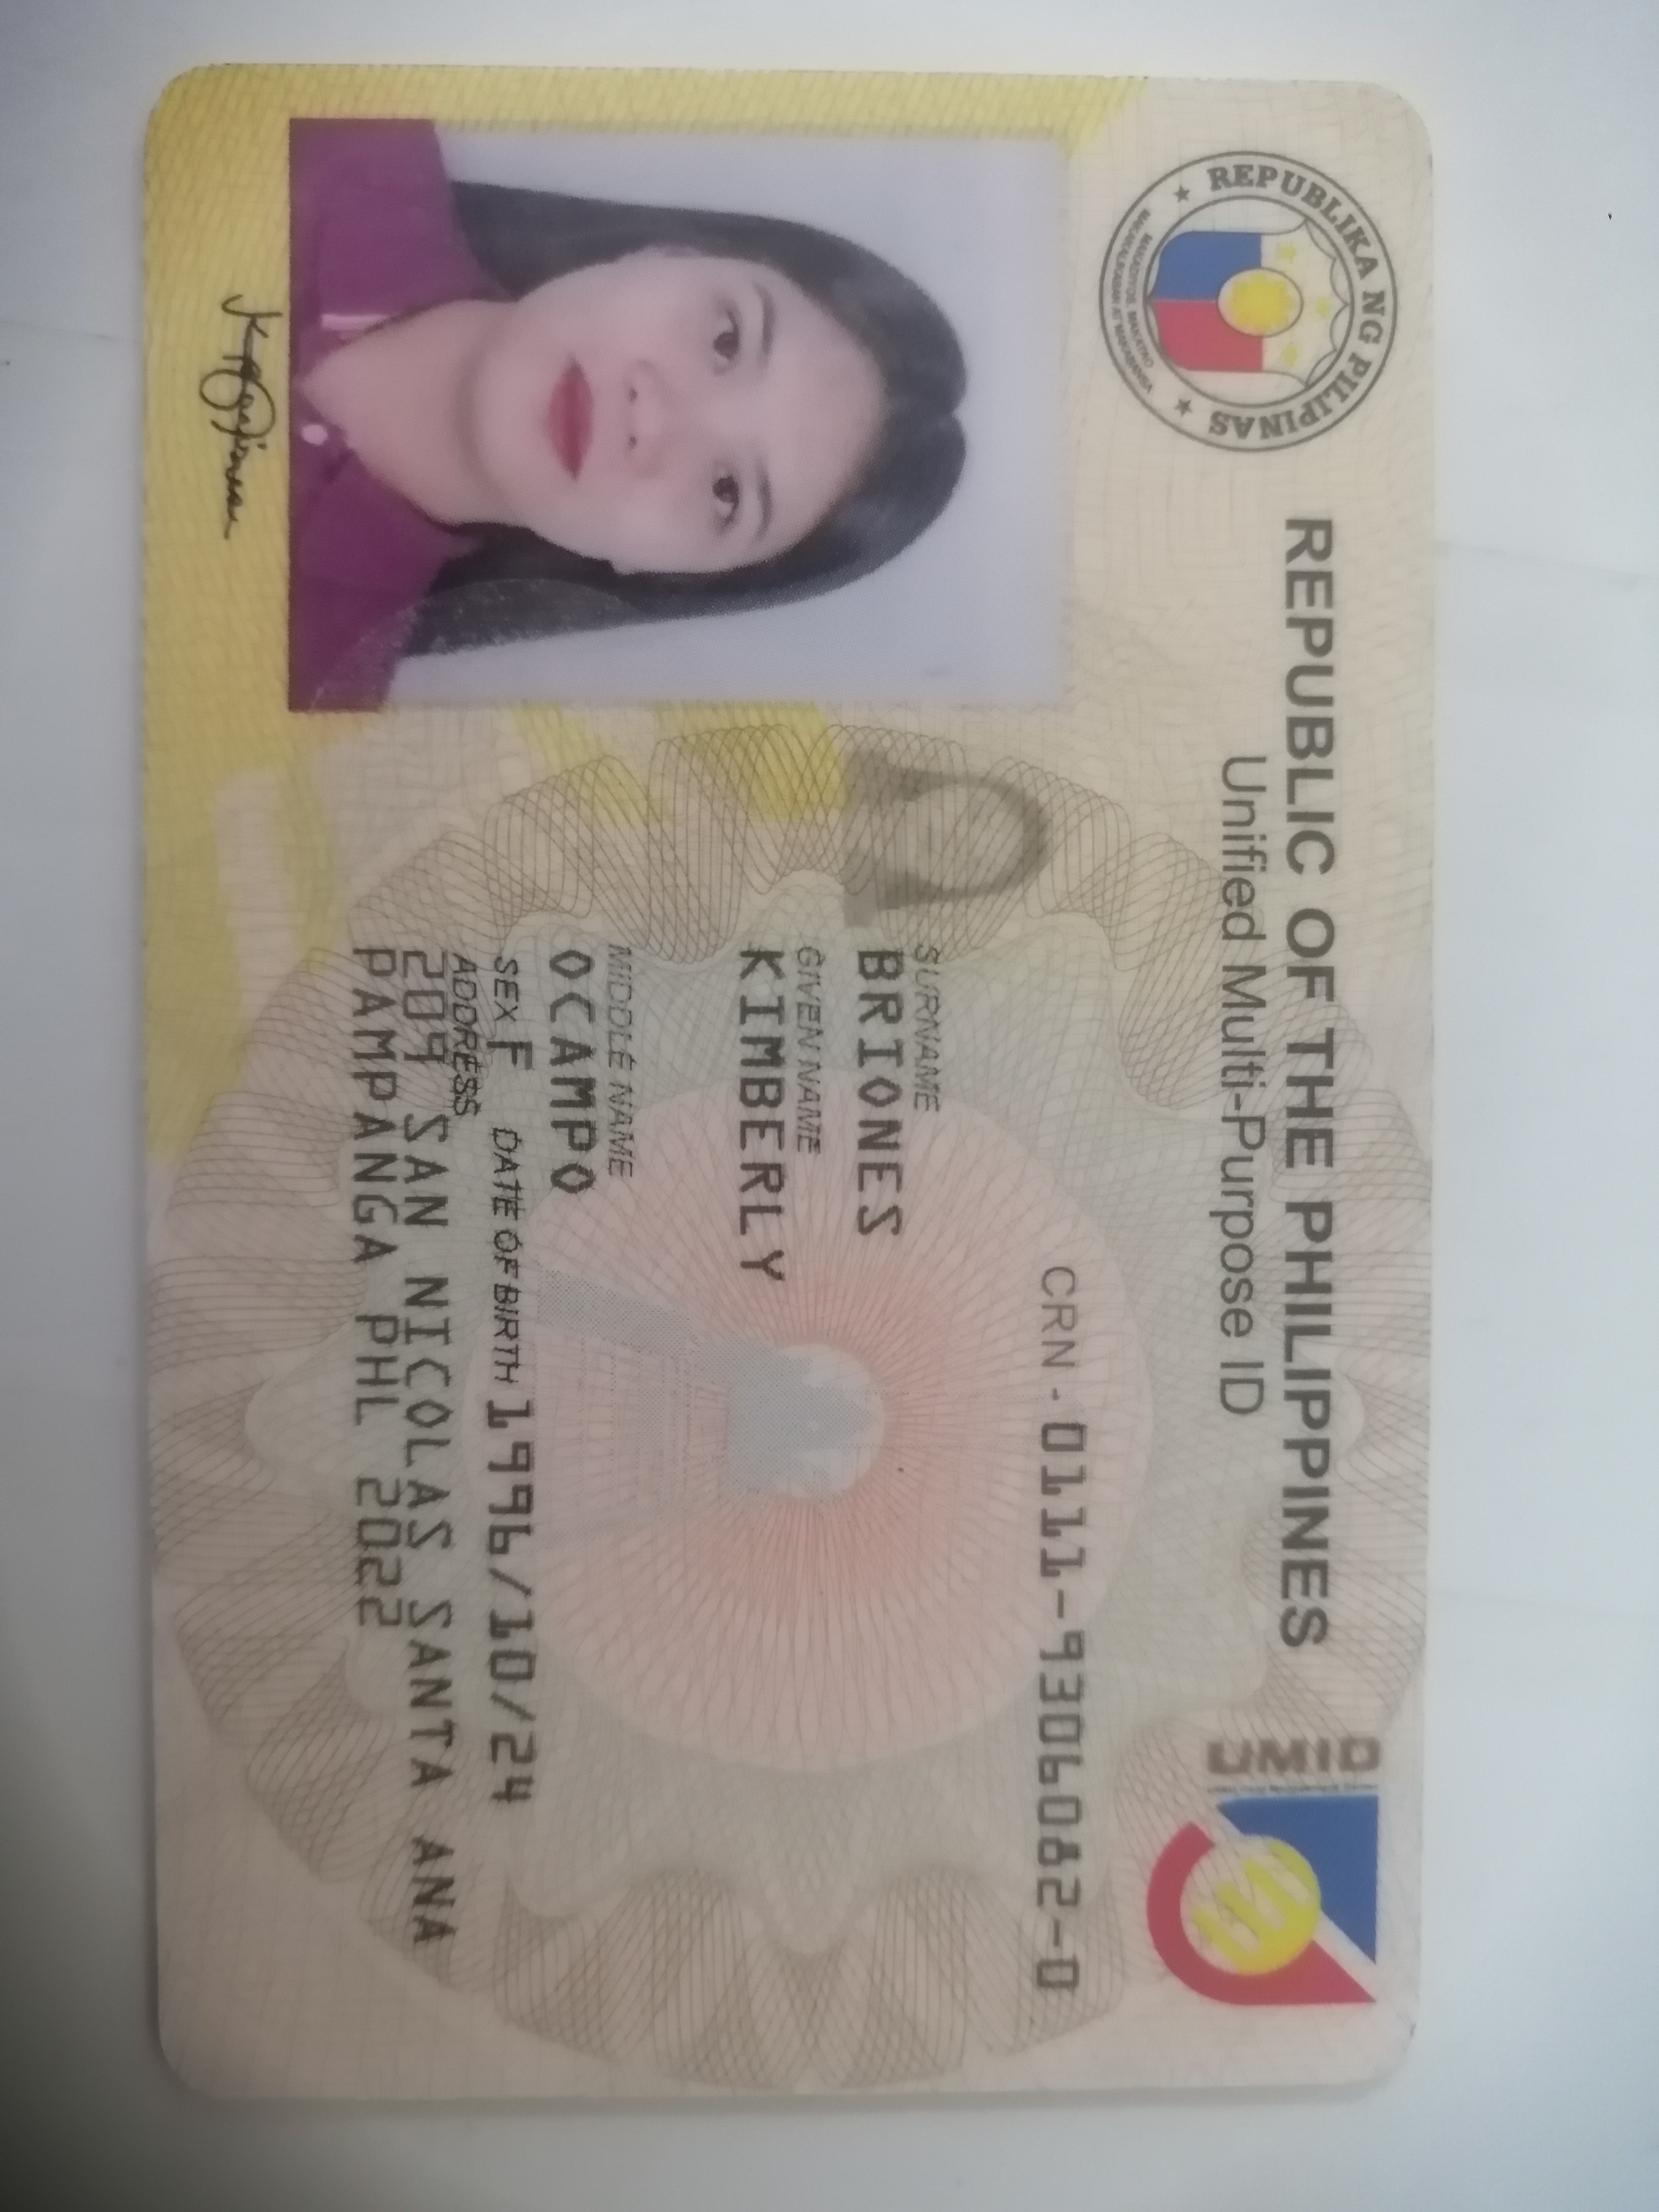 REPUBLIKA NG PILIPINAS
REPUBLIC OF THE PHILIPPINES
Unified Multi-Purpose ID
UMID
CRN - 0111-9306082-0
SURNAME
BRIONES
GIVEN NAME
KIMBERLY
MIDDLE NAME
OCAMPO
SEX F DATE OF BIRTH 1996/10/24
ADDRESS
209 SAN NICOLAS SANTA ANA
PAMPANGA PHL 2022